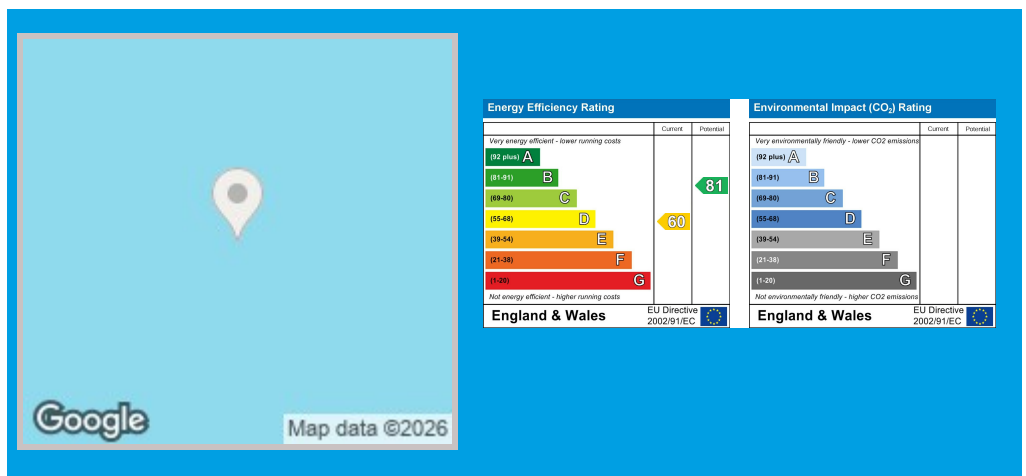 Google
Map data ©2026
Energy Efficiency Rating
Current Potential
Very energy efficient - lower running costs
(92 plus) A
(81-91) B
(69-80) C
(55-68) D
(39-54) E
(21-38) F
(1-20) G
60
81
Not energy efficient - higher running costs
England & Wales
EU Directive
2002/91/EC
Environmental Impact (CO₂) Rating
Current Potential
Very environmentally friendly - lower CO2 emissions
(92 plus) A
(81-91) B
(69-80) C
(55-68) D
(39-54) E
(21-38) F
(1-20) G
Not environmentally friendly - higher CO2 emissions
England & Wales
EU Directive
2002/91/EC